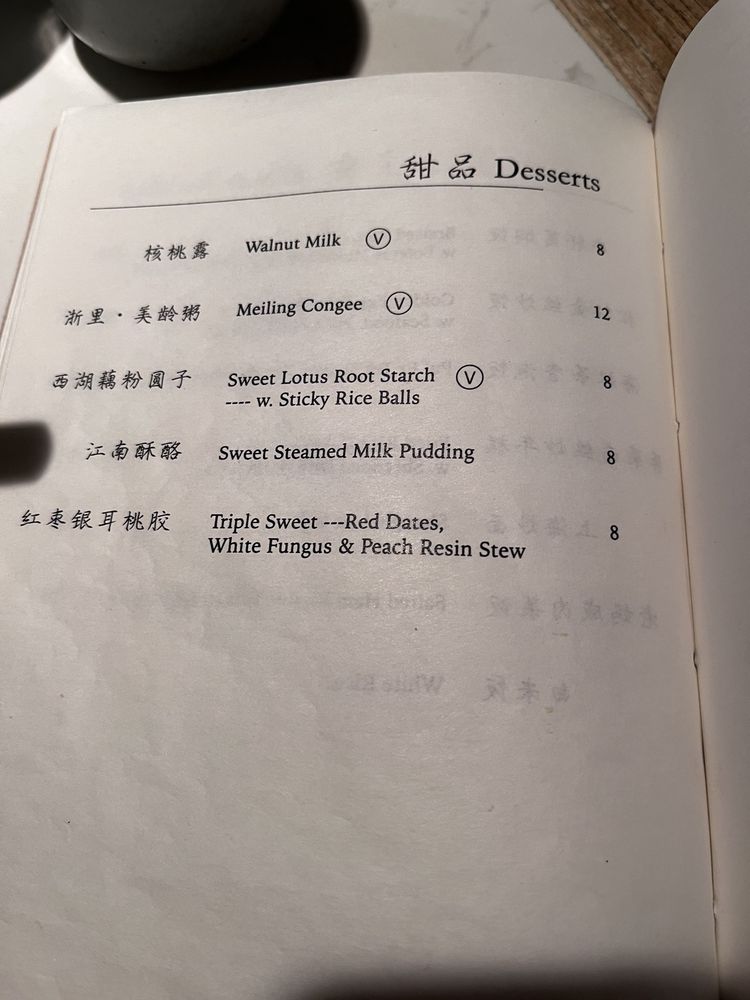 甜品 Desserts
核桃露 Walnut Milk Ⓥ 8
浙里·美龄粥 Meiling Congee Ⓥ 12
西湖藕粉圆子 Sweet Lotus Root Starch Ⓥ 8
---- w. Sticky Rice Balls
江南酥酪 Sweet Steamed Milk Pudding 8
红枣银耳桃胶 Triple Sweet ---Red Dates, 8
White Fungus & Peach Resin Stew